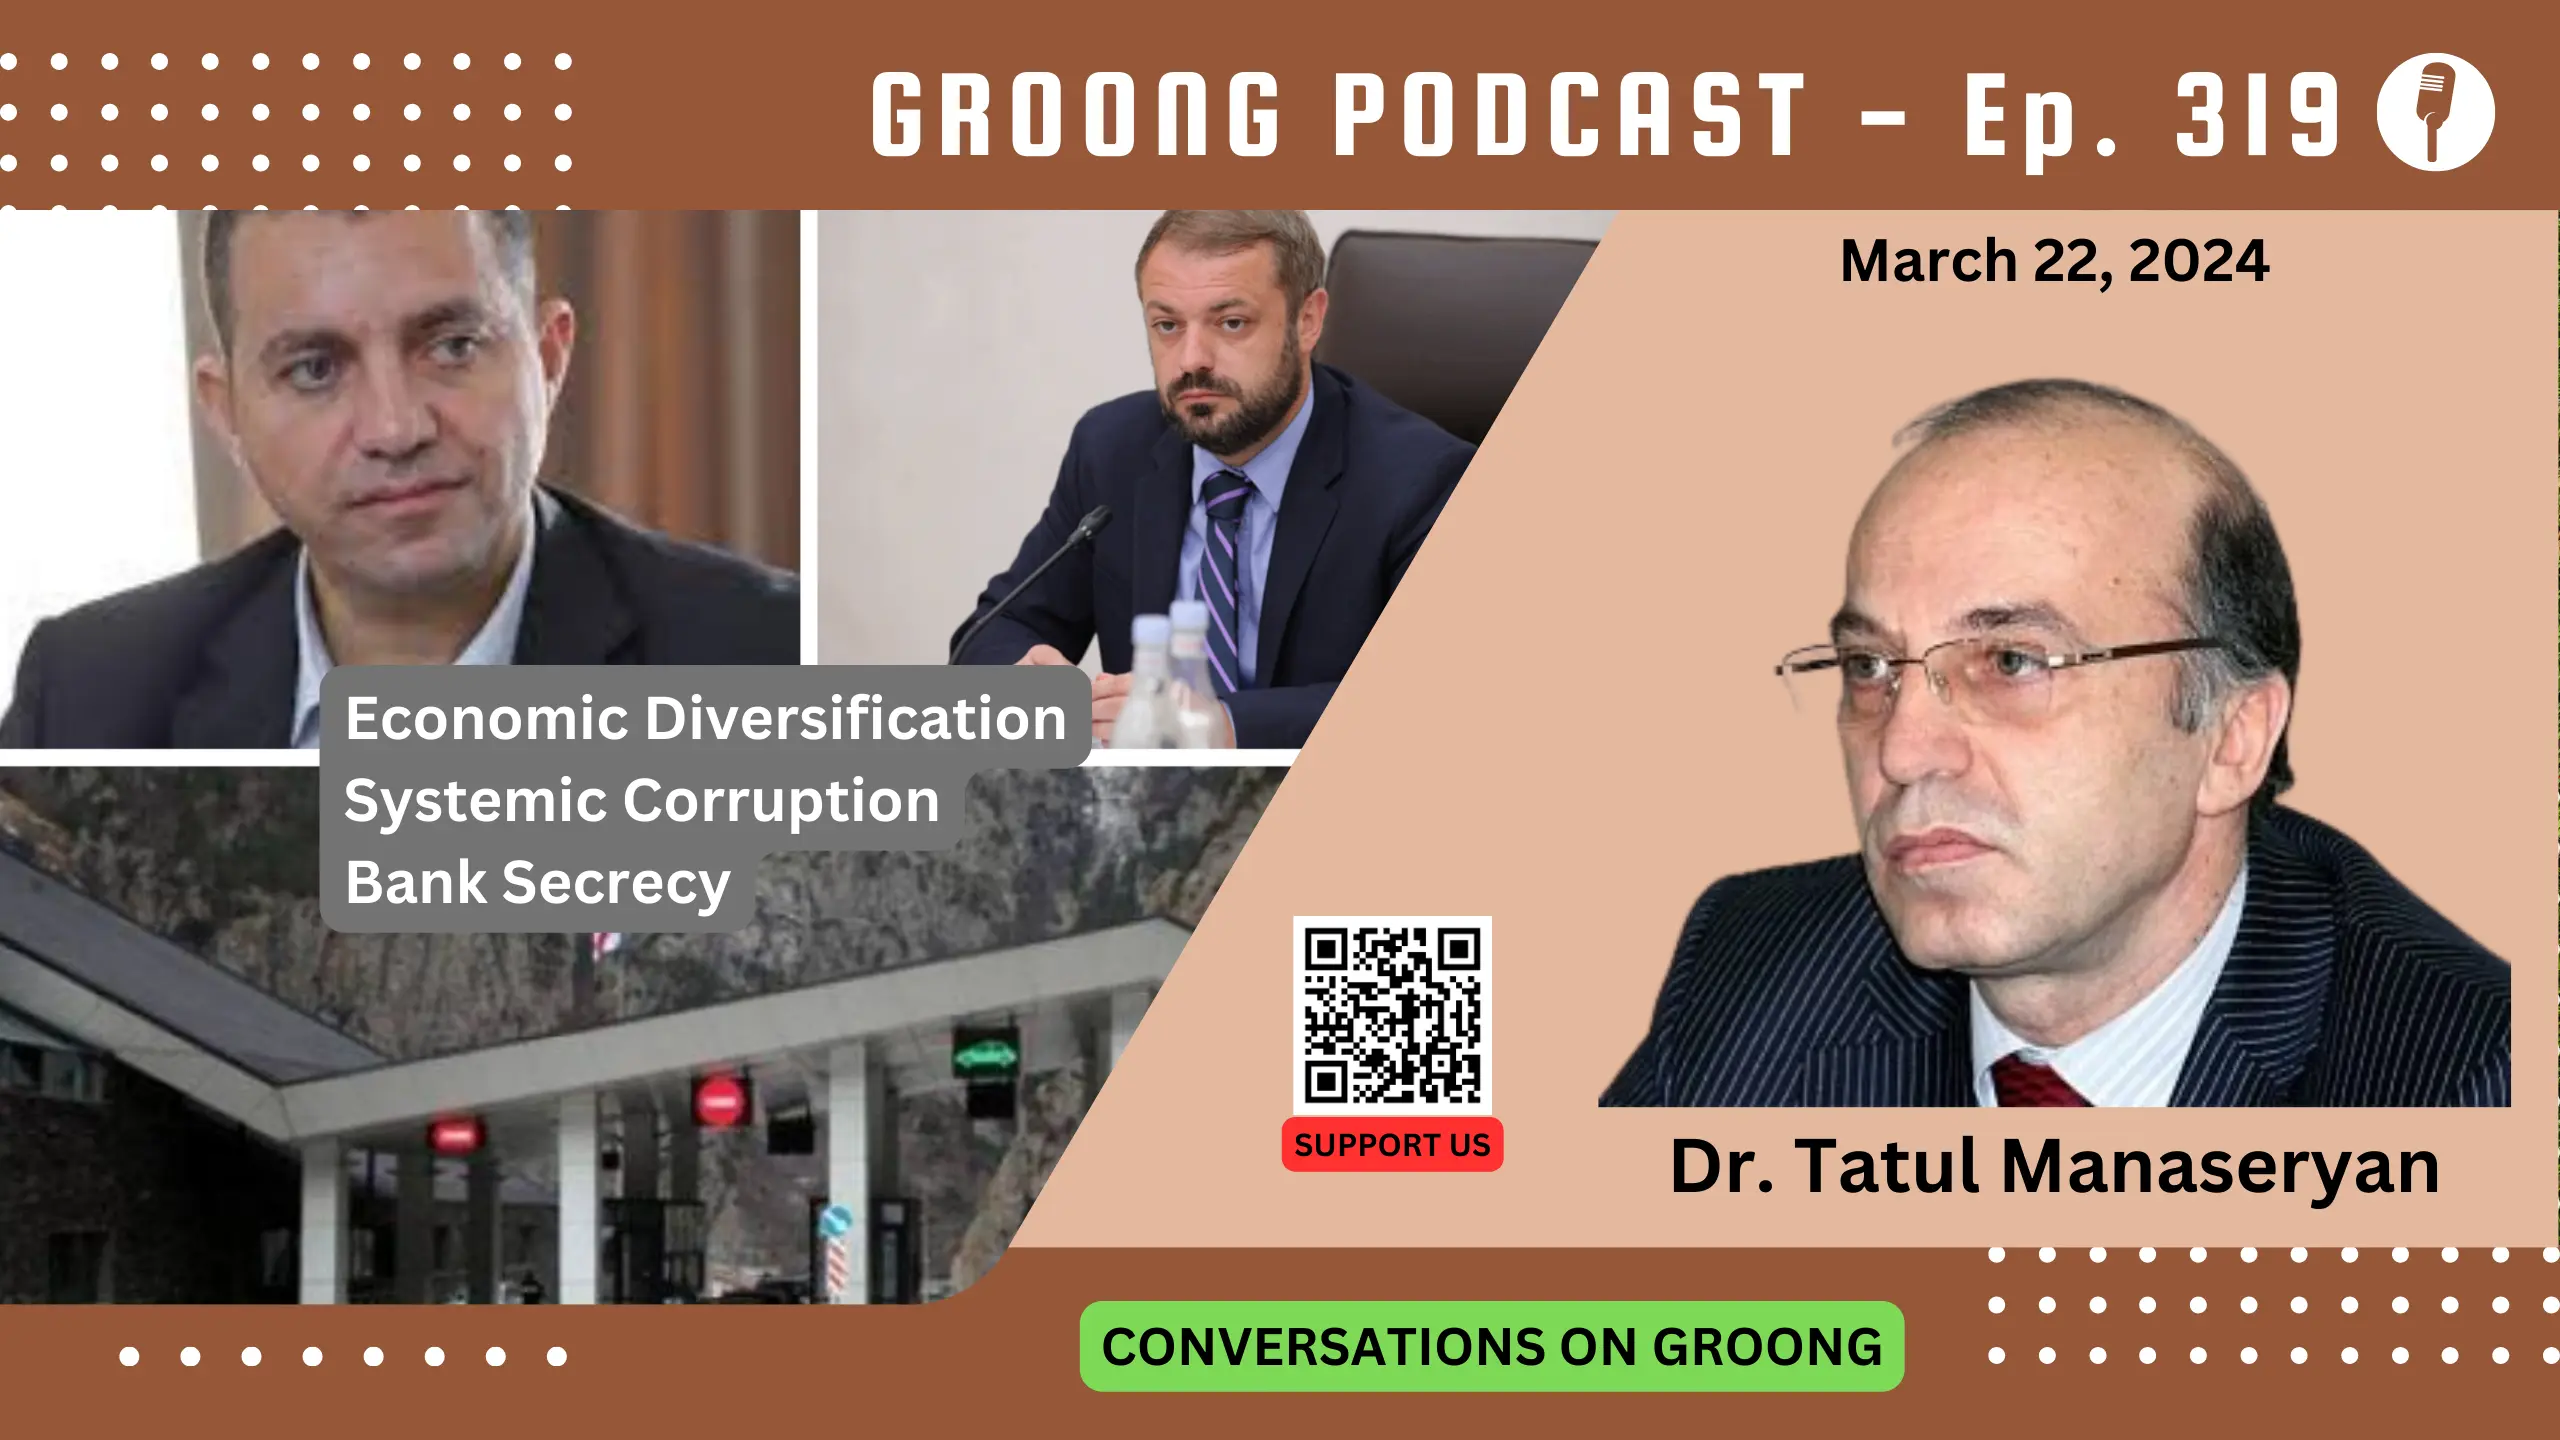 GROONG PODCAST - Ep. 319
March 22, 2024
Economic Diversification
Systemic Corruption
Bank Secrecy
SUPPORT US
Dr. Tatul Manaseryan
CONVERSATIONS ON GROONG